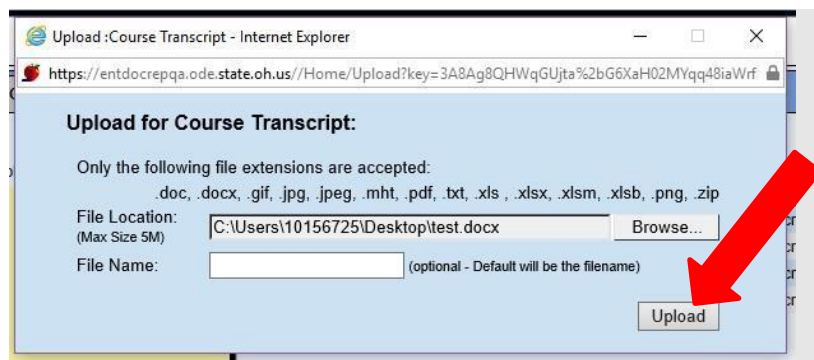 Upload :Course Transcript - Internet Explorer
https://entdocrepqa.ode.state.oh.us//Home/Upload?key=3A8Ag8QHWqGUjta%2bG6XaH02MYqq48iaWrf
Upload for Course Transcript:
Only the following file extensions are accepted:
.doc, .docx, .gif, .jpg, .jpeg, .mht, .pdf, .txt, .xls , .xlsx, .xlsm, .xlsb, .png, .zip
File Location: C:\Users\10156725\Desktop\test.docx Browse...
(Max Size 5M)
File Name: (optional - Default will be the filename)
Upload